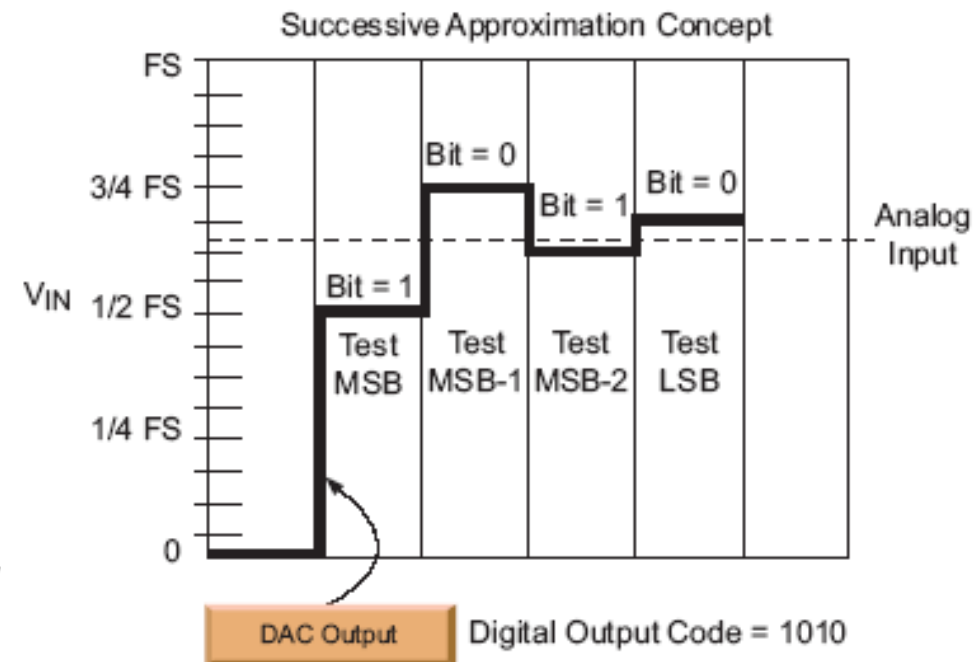 Successive Approximation Concept
FS
3/4 FS
VIN 1/2 FS
1/4 FS
0
Bit = 1
Bit = 0
Bit = 1
Bit = 0
Analog
Input
Test
MSB
Test
MSB-1
Test
MSB-2
Test
LSB
DAC Output
Digital Output Code = 1010